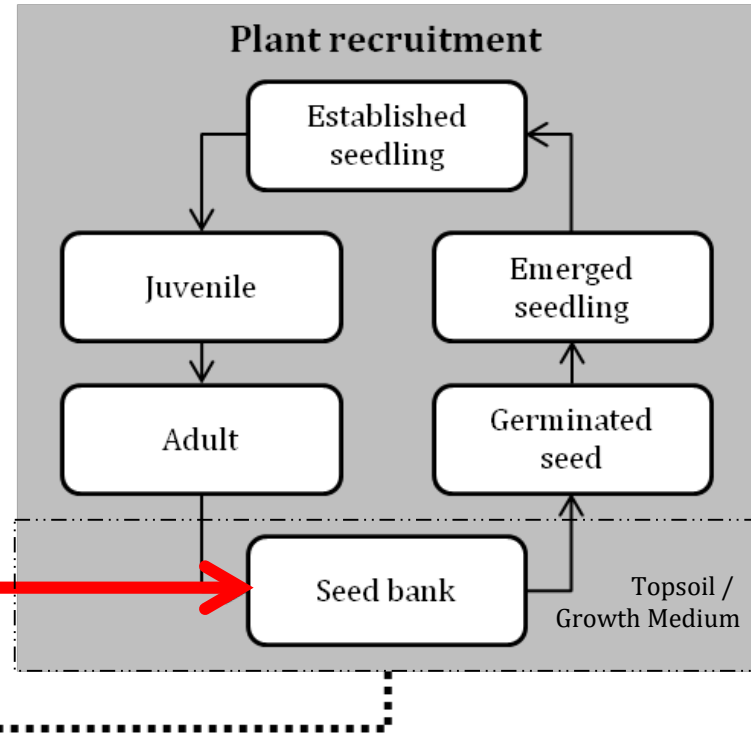 Plant recruitment
Established
seedling
Juvenile
Emerged
seedling
Adult
Germinated
seed
Seed bank
Topsoil /
Growth Medium